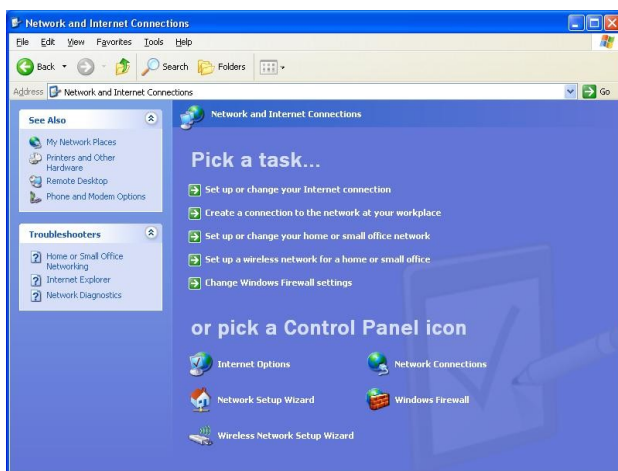 Network and Internet Connections
File Edit View Favorites Tools Help
Back Search Folders
Address Network and Internet Connections Go
See Also
My Network Places
Printers and Other
Hardware
Remote Desktop
Phone and Modem Options
Troubleshooters
Home or Small Office
Networking
Internet Explorer
Network Diagnostics
Network and Internet Connections
Pick a task...
Set up or change your Internet connection
Create a connection to the network at your workplace
Set up or change your home or small office network
Set up a wireless network for a home or small office
Change Windows Firewall settings
or pick a Control Panel icon
Internet Options
Network Connections
Network Setup Wizard
Windows Firewall
Wireless Network Setup Wizard